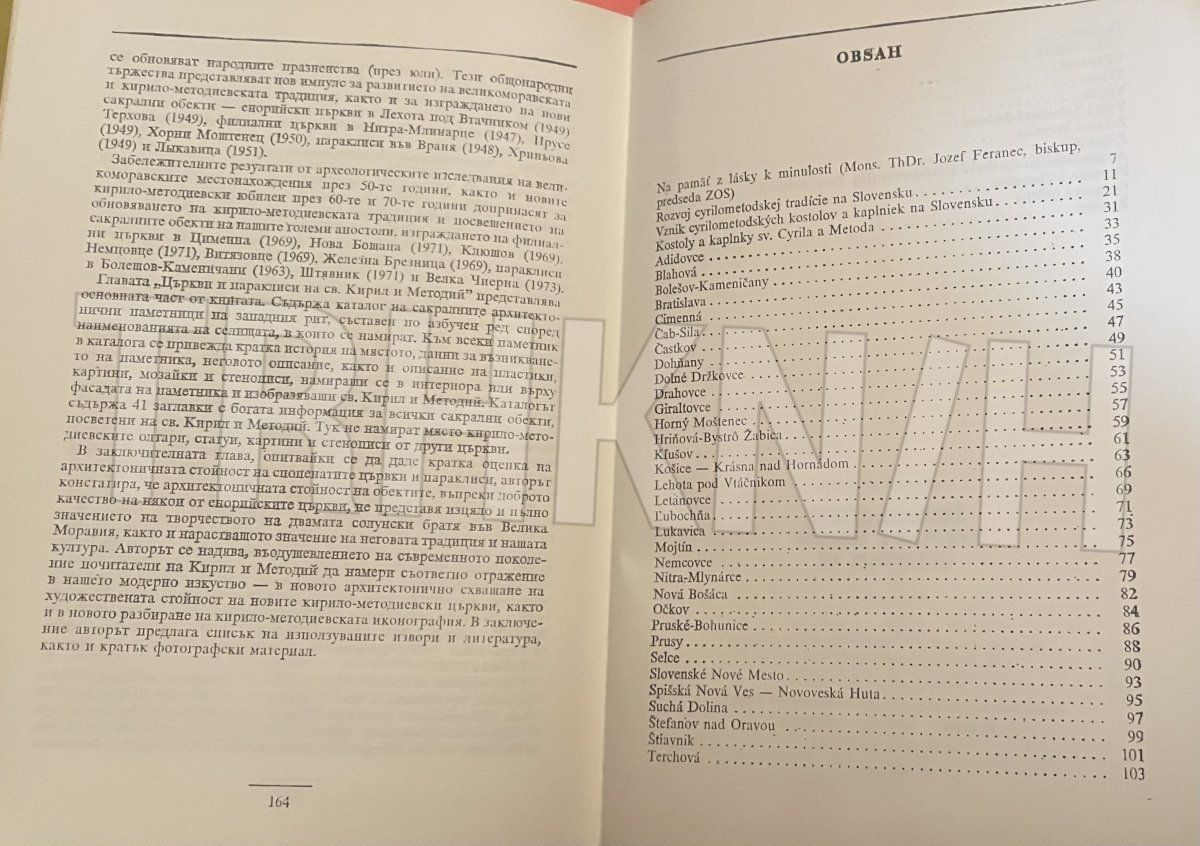 се обновяват народните празненства (през юли). Тези общонародни
тържества представляват нов импулс за развитието на великоморавската
и кирило-методиевската традиция, както и за изграждането на нови
сакрални обекти — енорийски църкви в Лехота под Втачником (1949)
Терхова (1949), филиални църкви в Нитра-Млинарце (1947), Прусе
(1949), Хорни Моштенец (1950), параклиси във Враня (1948), Хриньова
(1949) и Лыкавица (1951).
Забележителните резултати от археологическите изследвания на вели-
коморавските местонахождения през 50-те години, както и новите
кирило-методиевски юбилеи през 60-те и 70-те години допринасят за
обновяването на кирило-методиевската традиция и посвещението на
сакралните обекти на нашите големи апостоли. изграждането на филиал-
ни църкви в Цименна (1969), Нова Бошаца (1971), Клюшов (1969).
Немцовце (1971), Витязовце (1969). Железна Брезница (1969), параклиси
в Болешов-Каменичани (1963), Штявник (1971) и Велка Чиерна (1973).
Главата „Църкви и параклиси на св. Кирил и Методий” представлява
основната част от книгата. Съдържа каталог на сакралните архитекто-
нични паметници на западния рит, съставен по азбучен ред според
наименованията на селищата, в които се намират. Към всеки паметник
в каталога се привежда кратка история на мястото, данни за възникване-
то на паметника, неговото описание, както и описание на пластики,
картини, мозайки и стенописи, намиращи се в интериора или върху
фасадата на паметника и изобразяващи св. Кирил и Методий. Каталогът
съдържа 41 заглавки с богата информация за всички сакрални обекти,
посветени на св. Кирил и Методий. Тук не намират място кирило-мето-
диевските олтари, статуи, картини и стенописи от други църкви.
В заключителната глава, опитвайки се да даде кратка оценка на
архитектоничната стойност на споценатите църкви и параклиси, авторът
констатира, че архитектоничната стойност на обектите, въпреки доброто
качество на някои от енорийските църкви, не представя изцяло и пълно
значението на творчеството на двамата солунски братя във Велика
Моравия, както и нарастващото значение на неговата традиция и нашата
култура. Авторът се надява, въодушевлението на съвременното поколе-
ние почитатели на Кирил и Методий да намери съответно отражение
в нашето модерно изкуство — в новото архитектонично схващане на
художествената стойност на новите кирило-методиевски църкви, както
и в новото разбиране на кирило-методиевската иконография. В заключе-
ние авторът предлага списък на използуваните извори и литература,
както и кратък фотографски материал.
164
OBSAH
Na pamäť z lásky k minulosti (Mons. ThDr. Jozef Feranec, biskup,
predseda ZOS) 7
Rozvoj cyrilometodskej tradície na Slovensku 11
Vznik cyrilometodských kostolov a kaplniek na Slovensku 21
Kostoly a kaplnky sv. Cyrila a Metoda 31
Adidovce 33
Blahová 35
Bolešov-Kameničany 38
Bratislava 40
Cimenná 43
Čab-Sila 45
Častkov 47
Dohňany 49
Dolné Držkovce 51
Drahovce 53
Giraltovce 55
Horný Moštenec 57
Hriňová-Bystrô Žabica 59
Kľušov 61
Košice — Krásna nad Hornádom 63
Lehota pod Vtáčnikom 66
Letanovce 69
Ľubochňa 71
Lukavica 73
Mojtín 75
Nemcovce 77
Nitra-Mlynárce 79
Nová Bošáca 82
Očkov 84
Pruské-Bohunice 86
Prusy 88
Selce 90
Slovenské Nové Mesto 93
Spišská Nová Ves — Novoveská Huta 95
Suchá Dolina 97
Štefanov nad Oravou 99
Štiavnik 101
Terchová 103
TRIKNIH